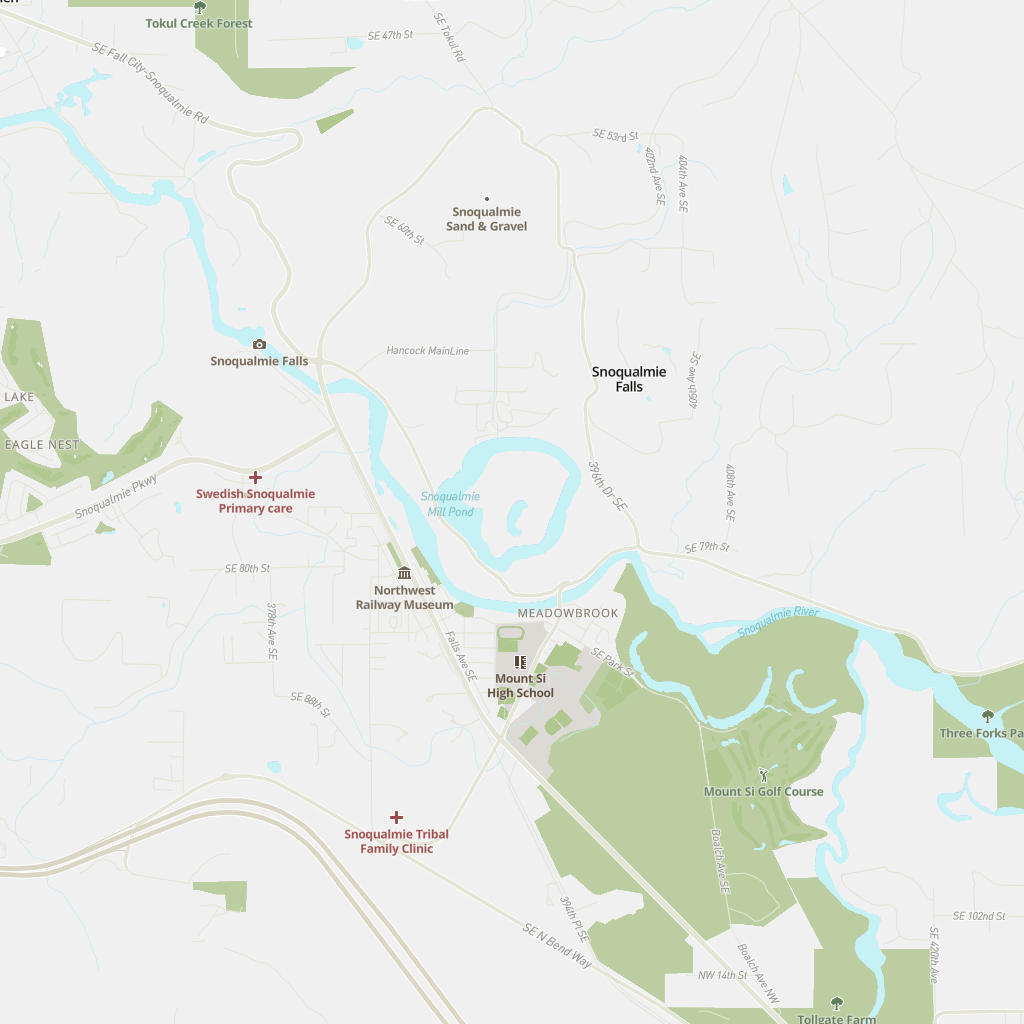 Tokul Creek Forest
SE 47th St
SE Tokul Rd
SE Fall City-Snoqualmie Rd
SE 53rd St
402nd Ave SE
404th Ave SE
Snoqualmie
Sand & Gravel
SE 60th St
Snoqualmie Falls
Hancock MainLine
Snoqualmie
Falls
405th Ave SE
LAKE
EAGLE NEST
Snoqualmie Pkwy
Swedish Snoqualmie
Primary care
Snoqualmie
Mill Pond
396th Dr SE
408th Ave SE
SE 79th St
SE 80th St
Northwest
Railway Museum
MEADOWBROOK
Snoqualmie River
378th Ave SE
Falls Ave SE
SE Park St
Mount Si
High School
SE 88th St
Three Forks Pa
Mount Si Golf Course
Snoqualmie Tribal
Family Clinic
Boalch Ave SE
394th Pl SE
SE N Bend Way
SE 102nd St
SE 420th Ave
Boalch Ave NW
NW 14th St
Tollgate Farm